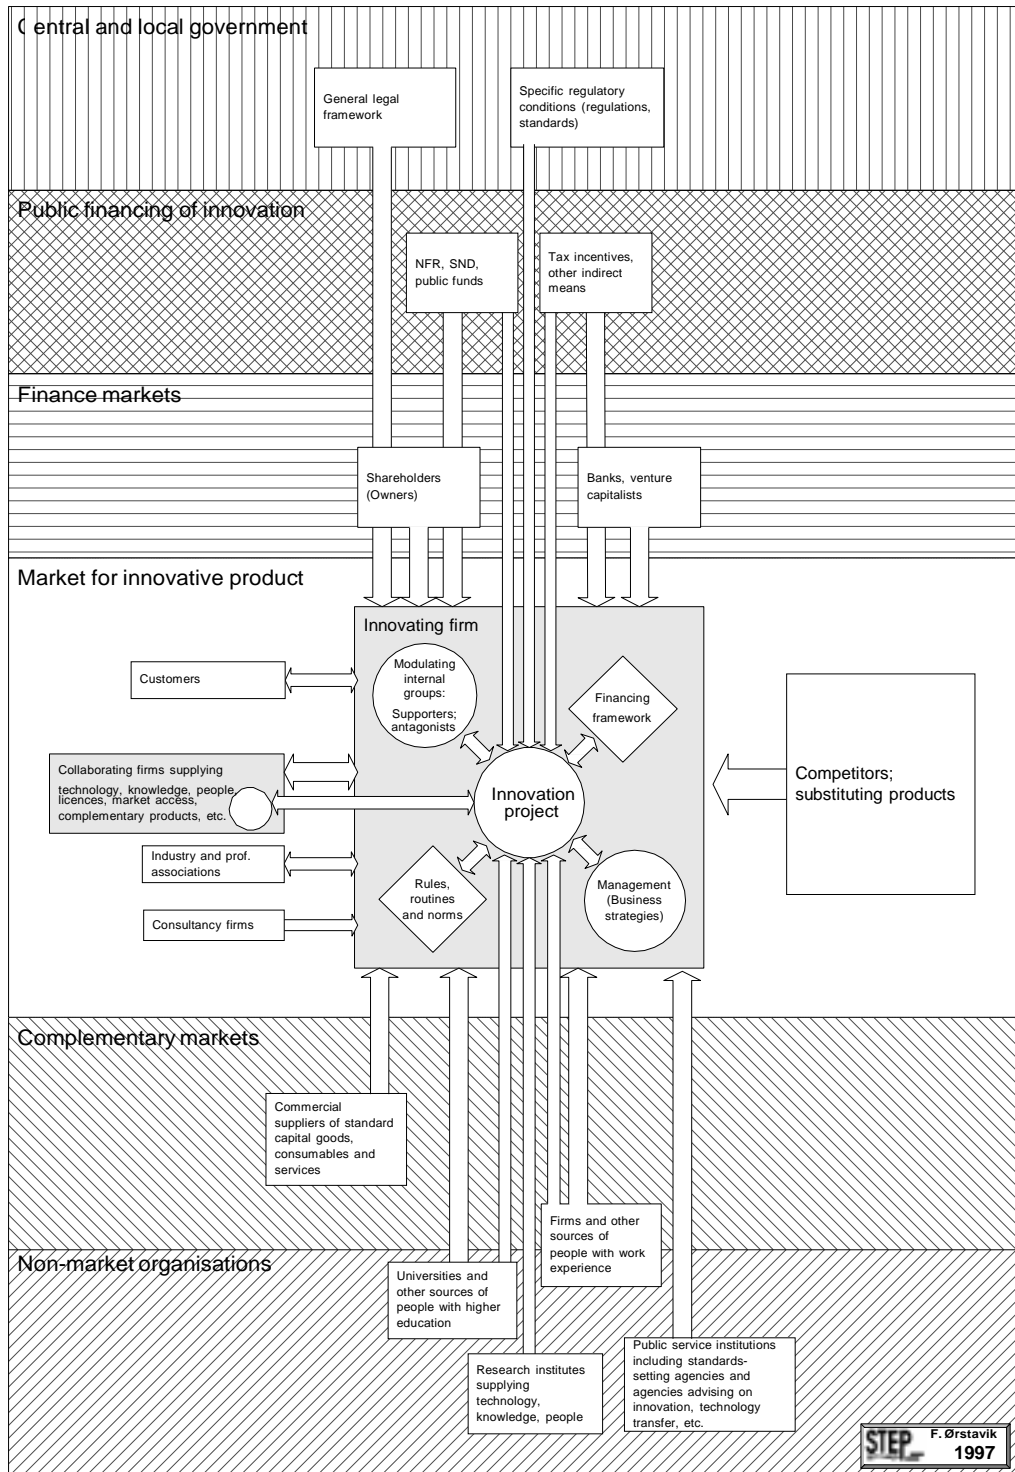 Central and local government
General legal
framework
Specific regulatory
conditions (regulations,
standards)
Public financing of innovation
NFR, SND,
public funds
Tax incentives,
other indirect
means
Finance markets
Shareholders
(Owners)
Banks, venture
capitalists
Market for innovative product
Innovating firm
Modulating
internal
groups:
Supporters;
antagonists
Financing
framework
Customers
Collaborating firms supplying
technology, knowledge, people,
licences, market access,
complementary products, etc.
Innovation
project
Competitors;
substituting products
Industry and prof.
associations
Rules,
routines
and norms
Management
(Business
strategies)
Consultancy firms
Complementary markets
Commercial
suppliers of standard
capital goods,
consumables and
services
Firms and other
sources of
people with work
experience
Non-market organisations
Universities and
other sources of
people with higher
education
Research institutes
supplying
technology,
knowledge, people
Public service institutions
including standards-
setting agencies and
agencies advising on
innovation, technology
transfer, etc.
STEP
F. Ørstavik
1997